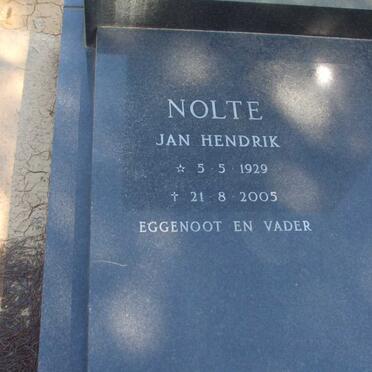 NOLTE
JAN HENDRIK
☆ 5·5·1929
† 21·8·2005
EGGENOOT EN VADER